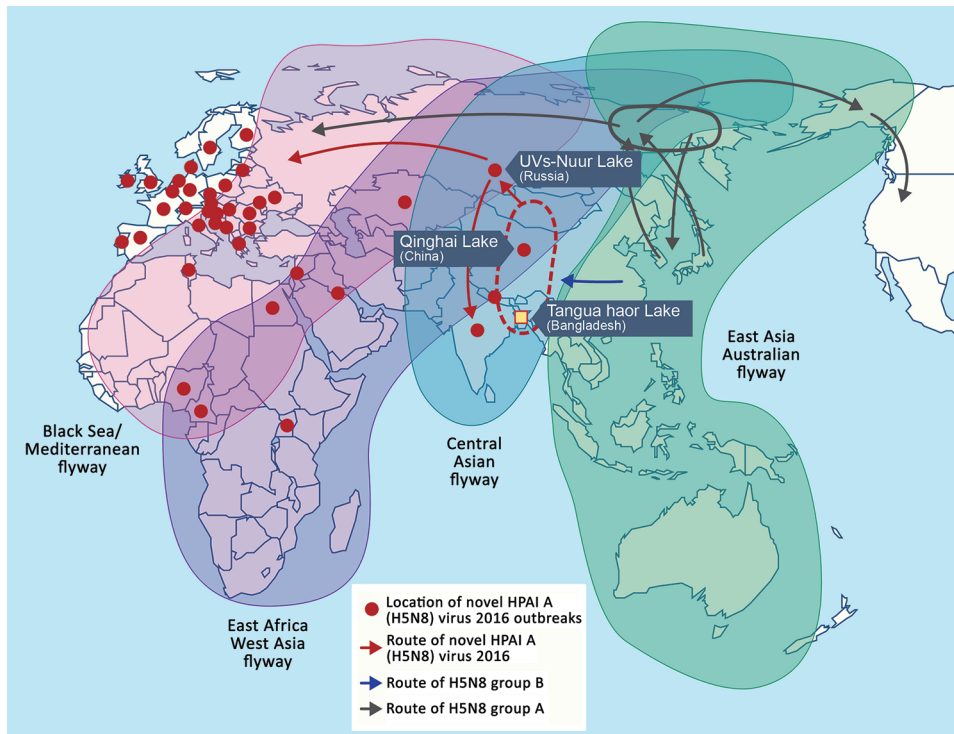 UVs-Nuur Lake
(Russia)
Qinghai Lake
(China)
Tangua haor Lake
(Bangladesh)
East Asia
Australian
flyway
Black Sea/
Mediterranean
flyway
Central
Asian
flyway
East Africa
West Asia
flyway
Location of novel HPAI A
(H5N8) virus 2016 outbreaks
Route of novel HPAI A
(H5N8) virus 2016
Route of H5N8 group B
Route of H5N8 group A